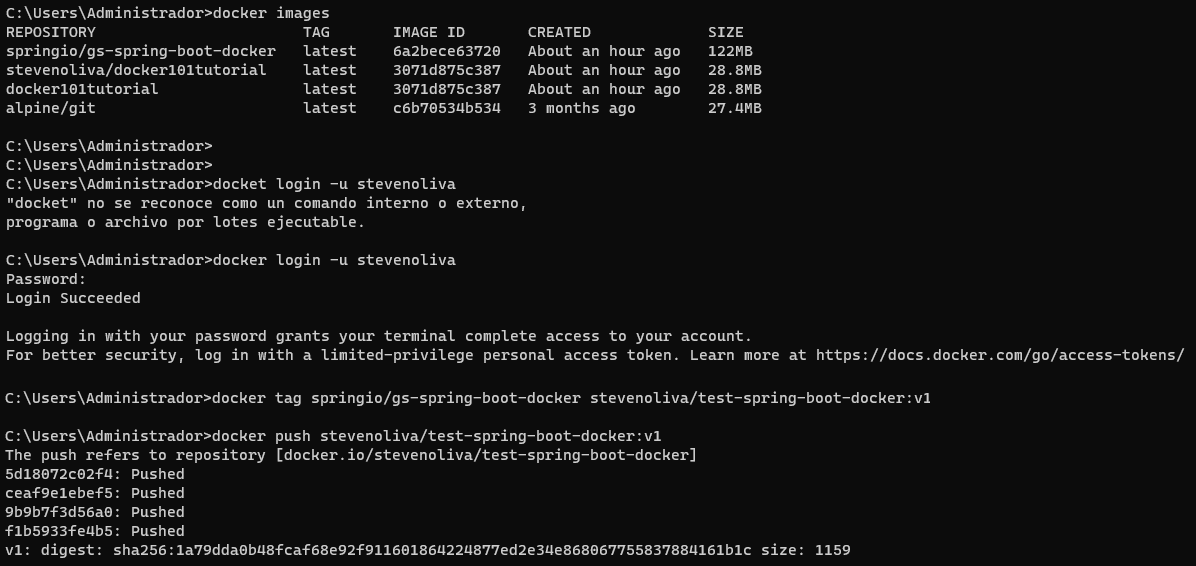 C:\Users\Administrador>docker images
REPOSITORY                       TAG       IMAGE ID       CREATED             SIZE
springio/gs-spring-boot-docker   latest    6a2bece63720   About an hour ago   122MB
stevenoliva/docker101tutorial    latest    3071d875c387   About an hour ago   28.8MB
docker101tutorial                latest    3071d875c387   About an hour ago   28.8MB
alpine/git                       latest    c6b70534b534   3 months ago        27.4MB
C:\Users\Administrador>
C:\Users\Administrador>
C:\Users\Administrador>docket login -u stevenoliva
"docket" no se reconoce como un comando interno o externo,
programa o archivo por lotes ejecutable.
C:\Users\Administrador>docker login -u stevenoliva
Password:
Login Succeeded
Logging in with your password grants your terminal complete access to your account.
For better security, log in with a limited-privilege personal access token. Learn more at https://docs.docker.com/go/access-tokens/
C:\Users\Administrador>docker tag springio/gs-spring-boot-docker stevenoliva/test-spring-boot-docker:v1
C:\Users\Administrador>docker push stevenoliva/test-spring-boot-docker:v1
The push refers to repository [docker.io/stevenoliva/test-spring-boot-docker]
5d18072c02f4: Pushed
ceaf9e1ebef5: Pushed
9b9b7f3d56a0: Pushed
f1b5933fe4b5: Pushed
v1: digest: sha256:1a79dda0b48fcaf68e92f911601864224877ed2e34e868067755837884161b1c size: 1159